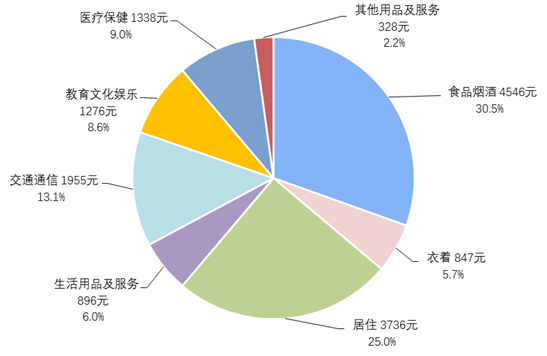 其他用品及服务
328元
2.2%
食品烟酒 4546元
30.5%
衣着 847元
5.7%
居住 3736元
25.0%
生活用品及服务
896元
6.0%
交通通信 1955元
13.1%
教育文化娱乐
1276元
8.6%
医疗保健 1338元
9.0%